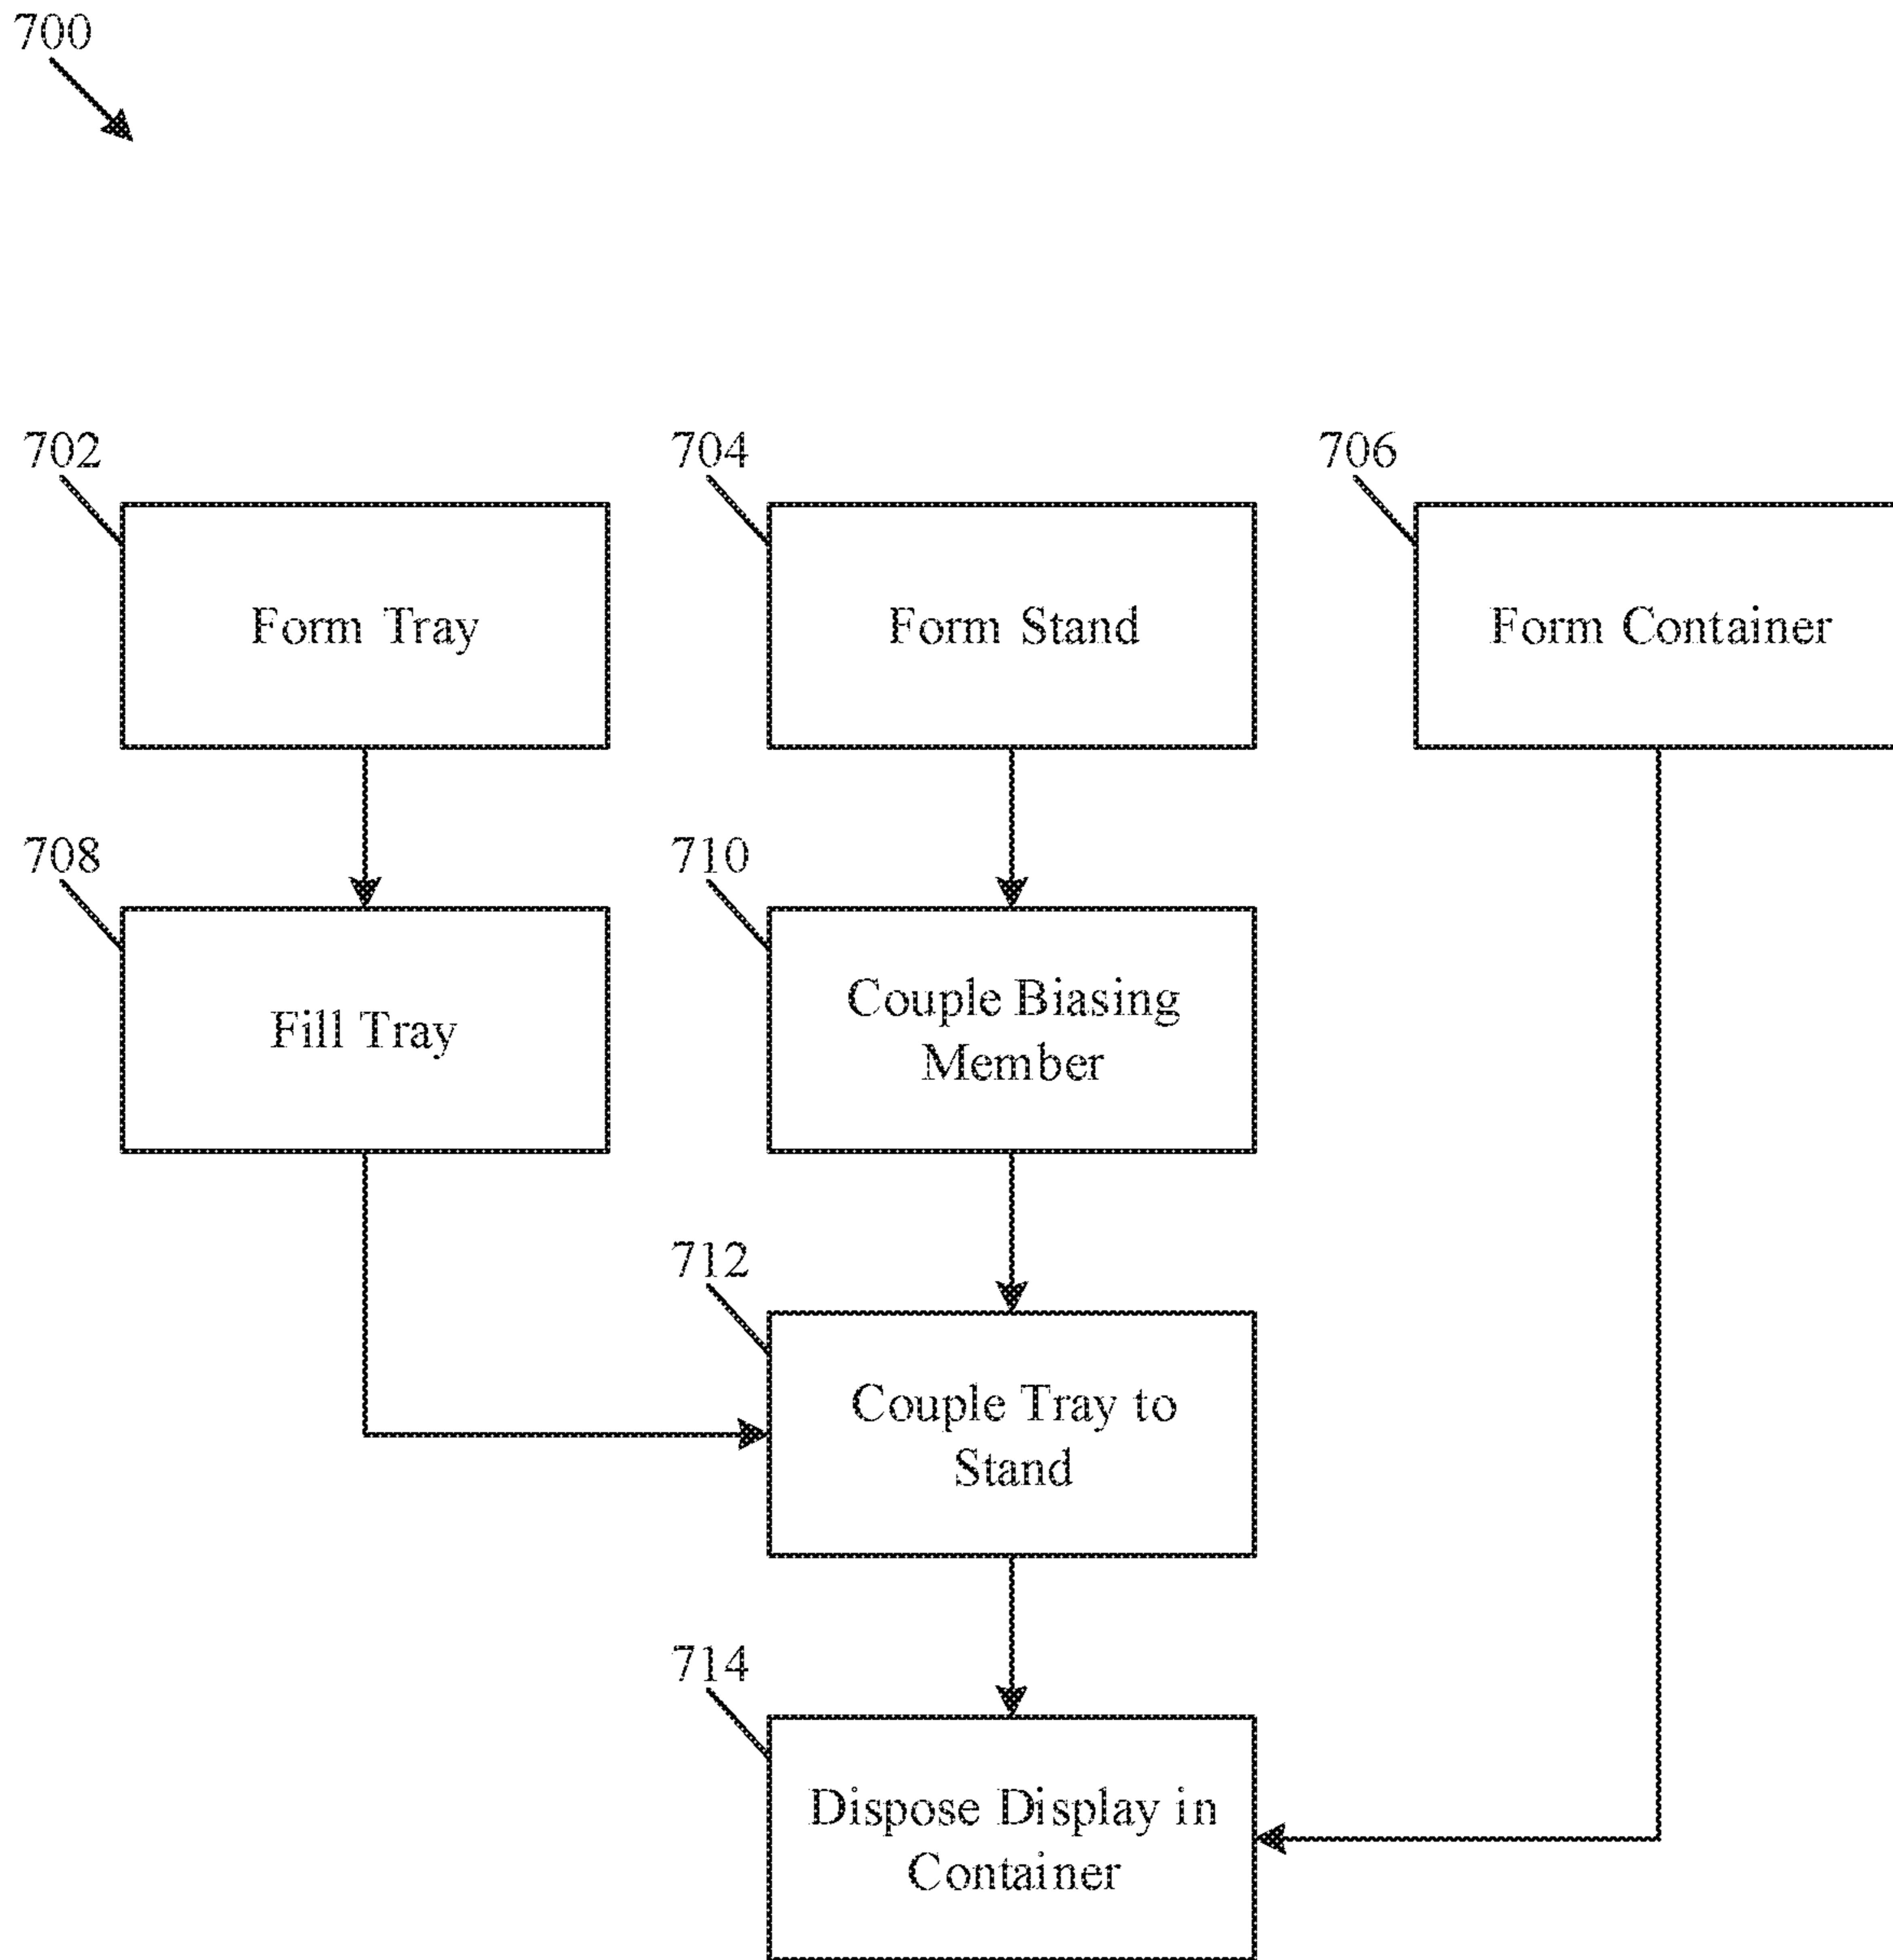 700
702
704
706
Form Tray
Form Stand
Form Container
708
710
Fill Tray
Couple Biasing
Member
712
Couple Tray to
Stand
714
Dispose Display in
Container